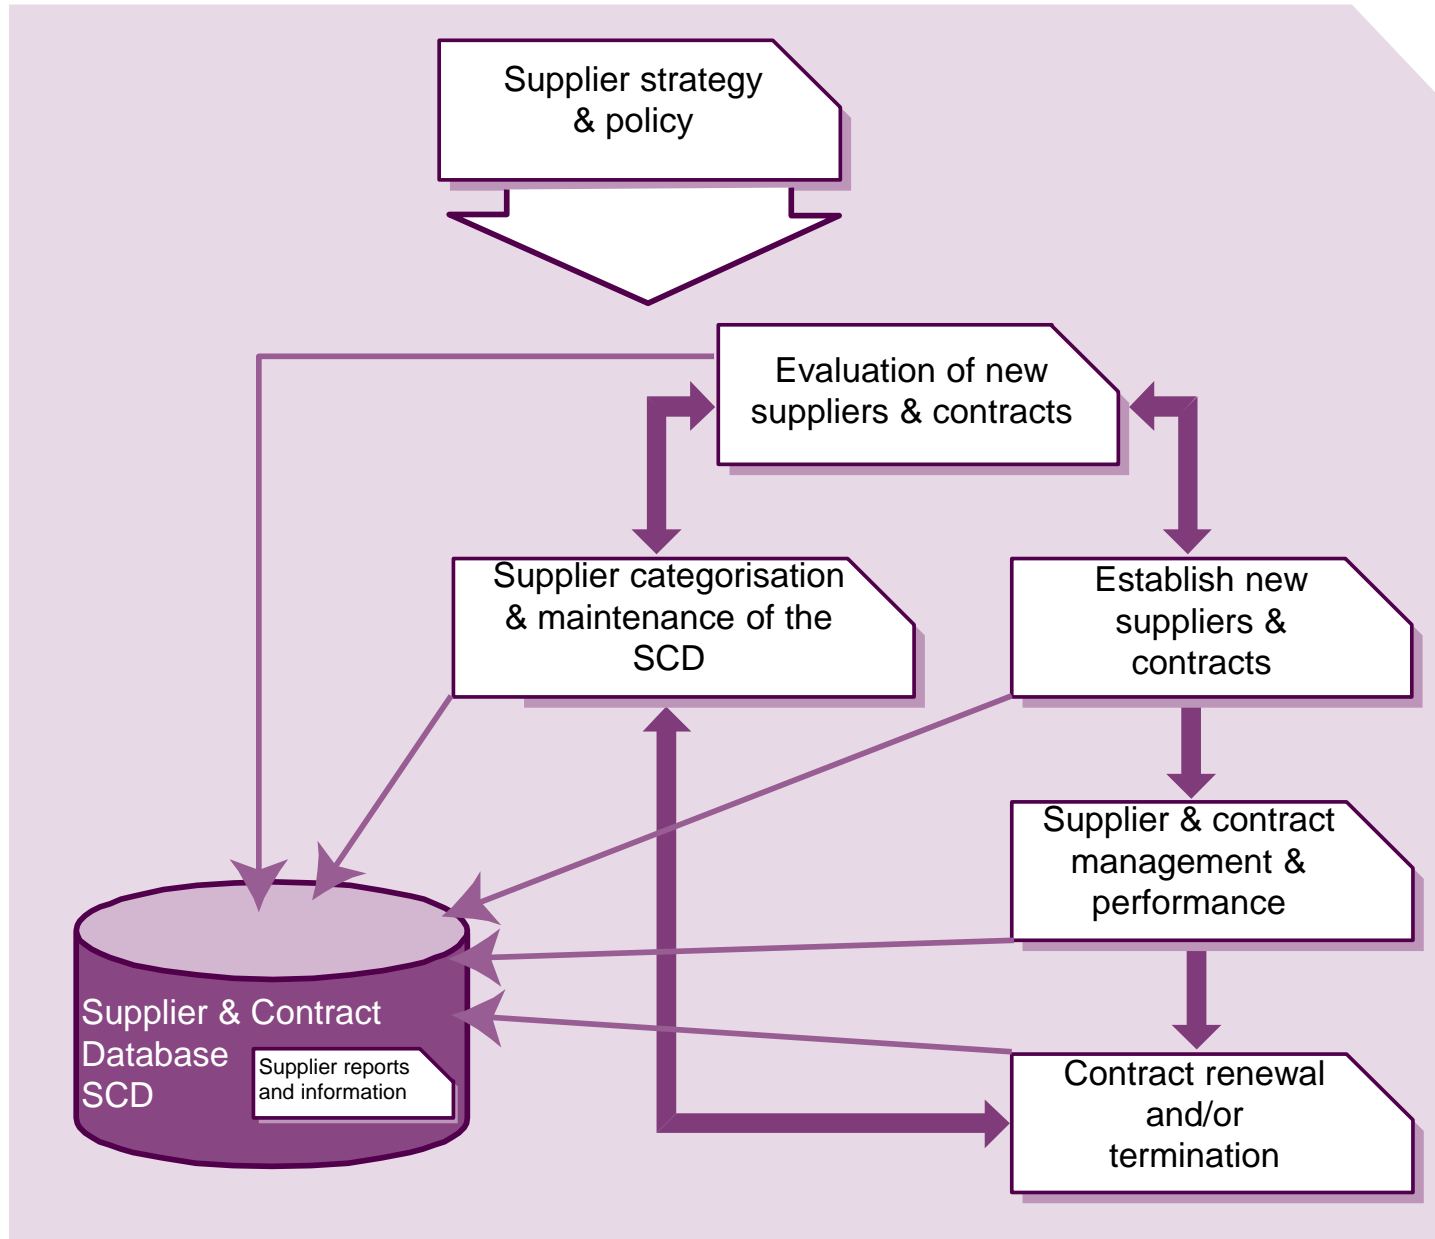 Supplier strategy
& policy
Evaluation of new
suppliers & contracts
Supplier categorisation
& maintenance of the
SCD
Establish new
suppliers &
contracts
Supplier & contract
management &
performance
Supplier & Contract
Database
SCD
Supplier reports
and information
Contract renewal
and/or
termination